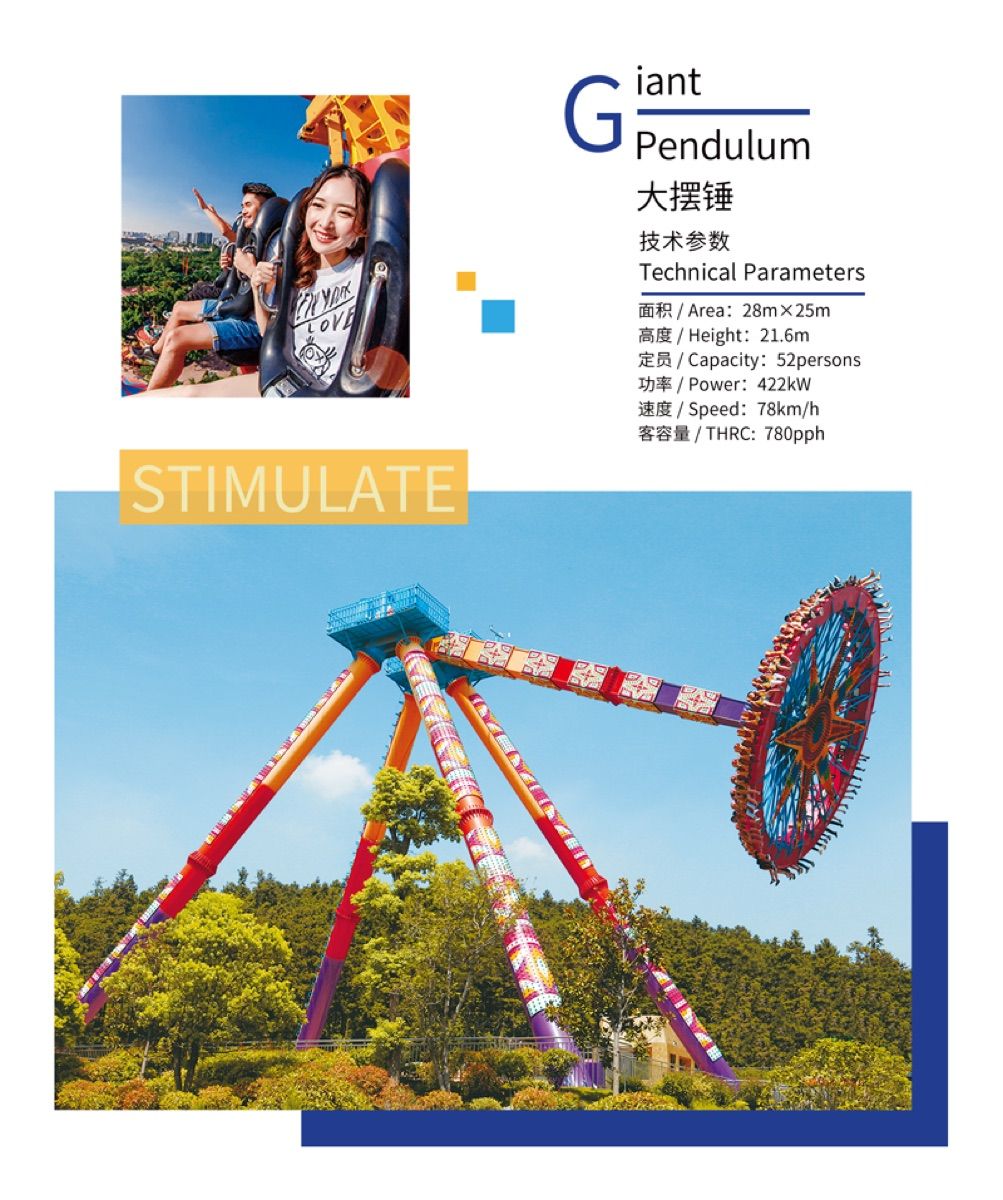 Giant
Pendulum
大摆锤
技术参数
Technical Parameters
面积 / Area：28m×25m
高度 / Height：21.6m
定员 / Capacity：52persons
功率 / Power：422kW
速度 / Speed：78km/h
客容量 / THRC: 780pph
LOVE
STIMULATE